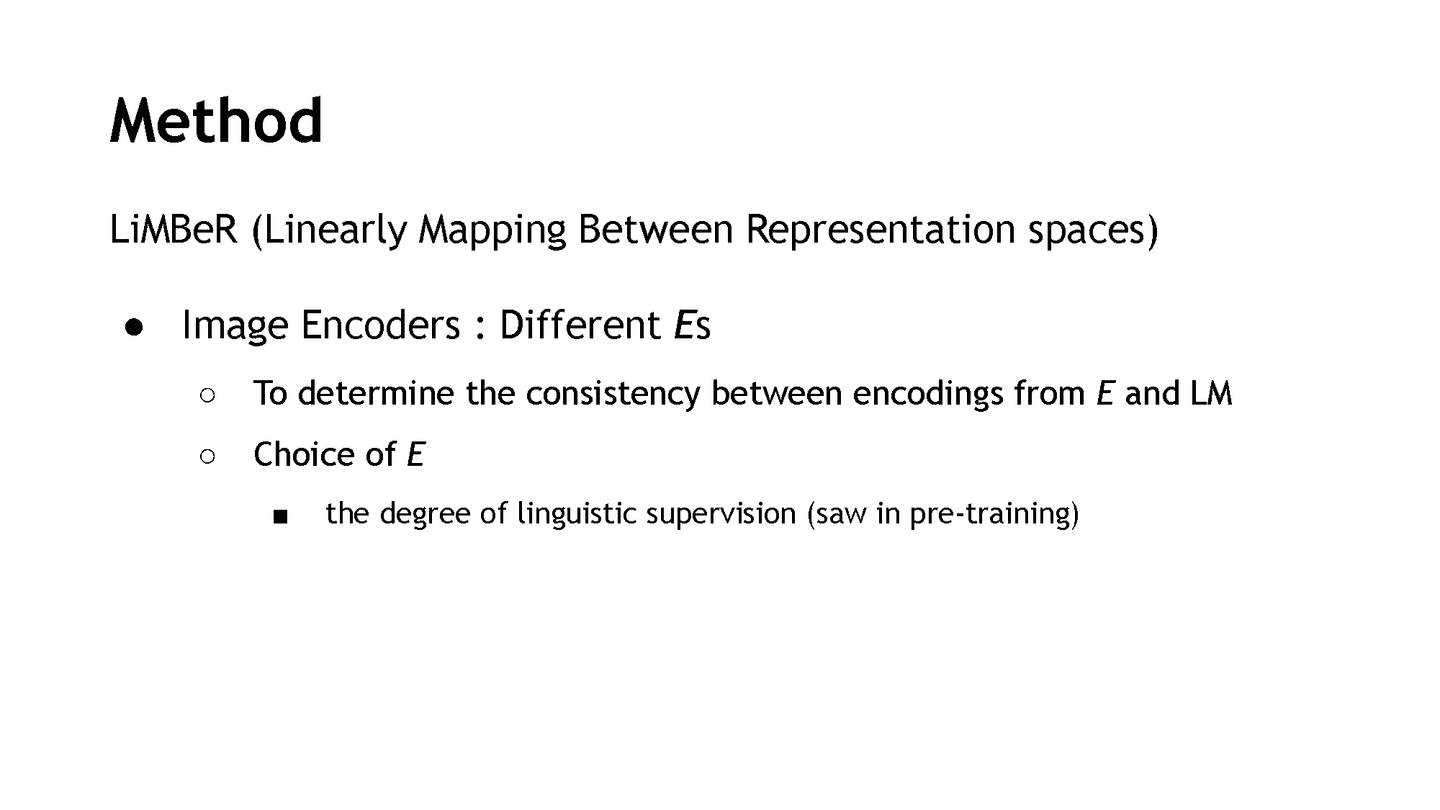 Method
LiMBeR (Linearly Mapping Between Representation spaces)
● Image Encoders : Different Es
○ To determine the consistency between encodings from E and LM
○ Choice of E
■ the degree of linguistic supervision (saw in pre-training)